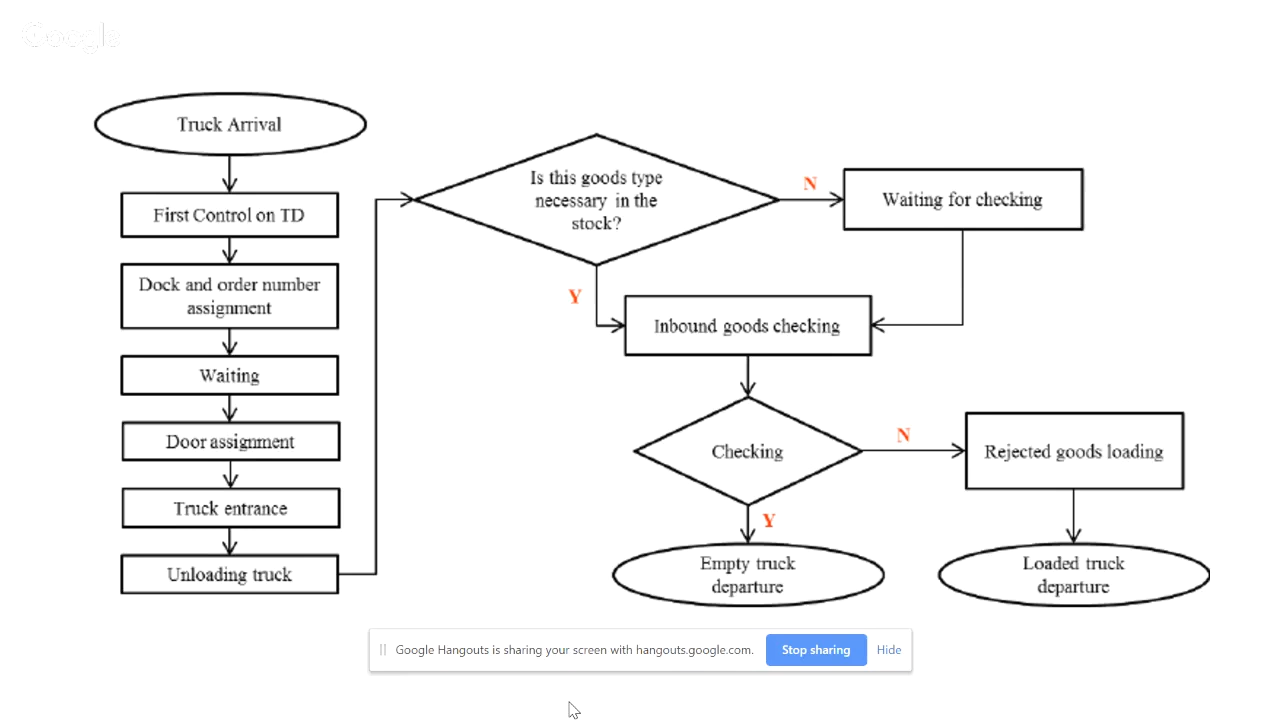 Google
Truck Arrival
First Control on TD
Dock and order number
assignment
Waiting
Door assignment
Truck entrance
Unloading truck
Is this goods type
necessary in the
stock?
N
Waiting for checking
Y
Inbound goods checking
Checking
N
Rejected goods loading
Y
Empty truck
departure
Loaded truck
departure
Google Hangouts is sharing your screen with hangouts.google.com.
Stop sharing
Hide